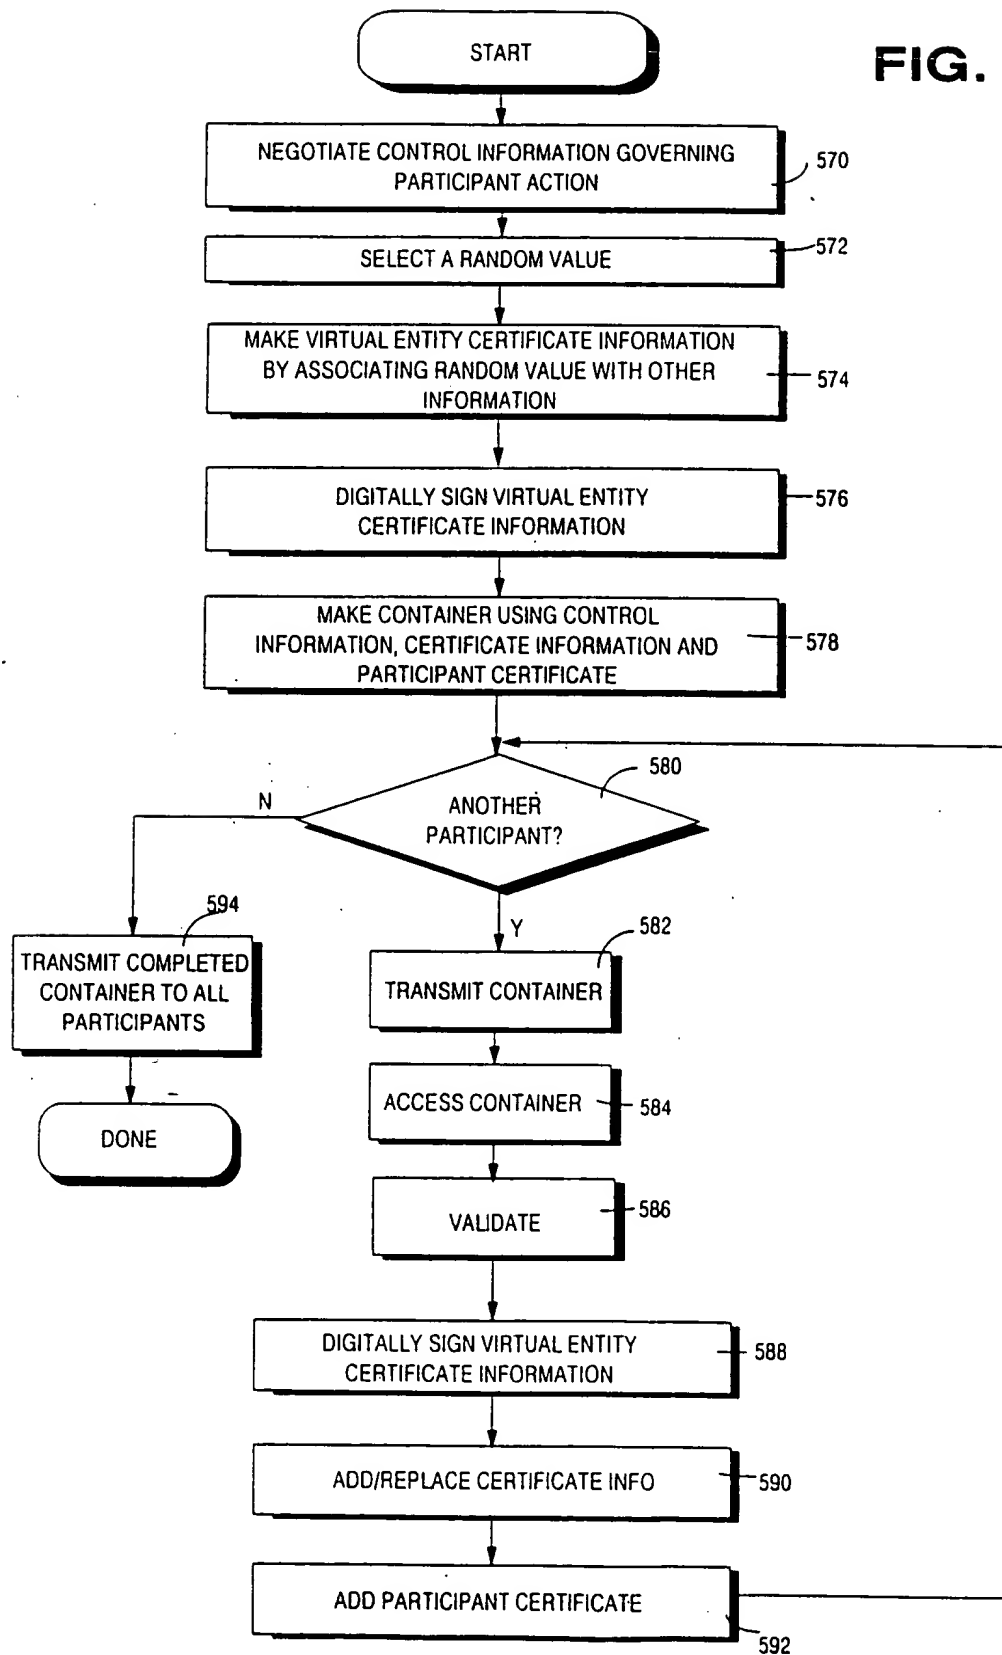 START
FIG.
NEGOTIATE CONTROL INFORMATION GOVERNING
PARTICIPANT ACTION
570
SELECT A RANDOM VALUE
572
MAKE VIRTUAL ENTITY CERTIFICATE INFORMATION
BY ASSOCIATING RANDOM VALUE WITH OTHER
INFORMATION
574
DIGITALLY SIGN VIRTUAL ENTITY
CERTIFICATE INFORMATION
576
MAKE CONTAINER USING CONTROL
INFORMATION, CERTIFICATE INFORMATION AND
PARTICIPANT CERTIFICATE
578
580
ANOTHER
PARTICIPANT?
N
Y
594
TRANSMIT COMPLETED
CONTAINER TO ALL
PARTICIPANTS
DONE
582
TRANSMIT CONTAINER
ACCESS CONTAINER
584
VALIDATE
586
DIGITALLY SIGN VIRTUAL ENTITY
CERTIFICATE INFORMATION
588
ADD/REPLACE CERTIFICATE INFO
590
ADD PARTICIPANT CERTIFICATE
592